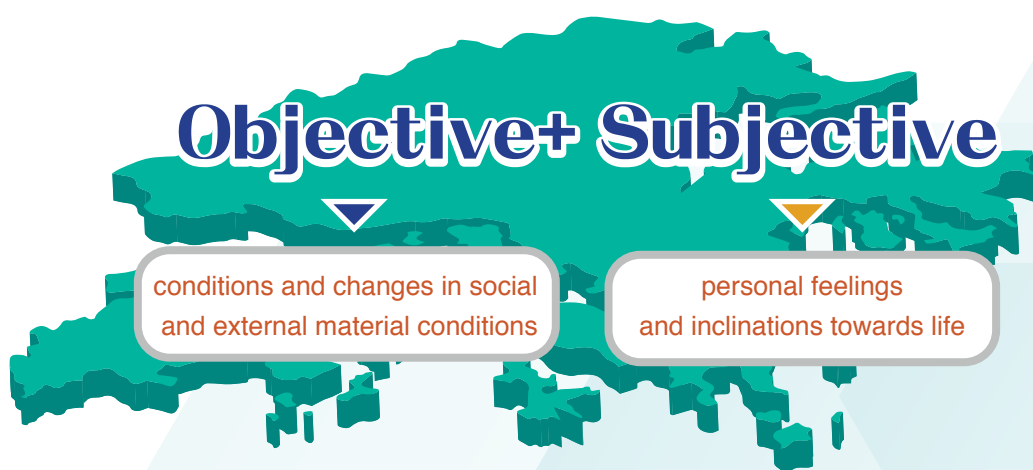 Objective+ Subjective
conditions and changes in social
and external material conditions
personal feelings
and inclinations towards life